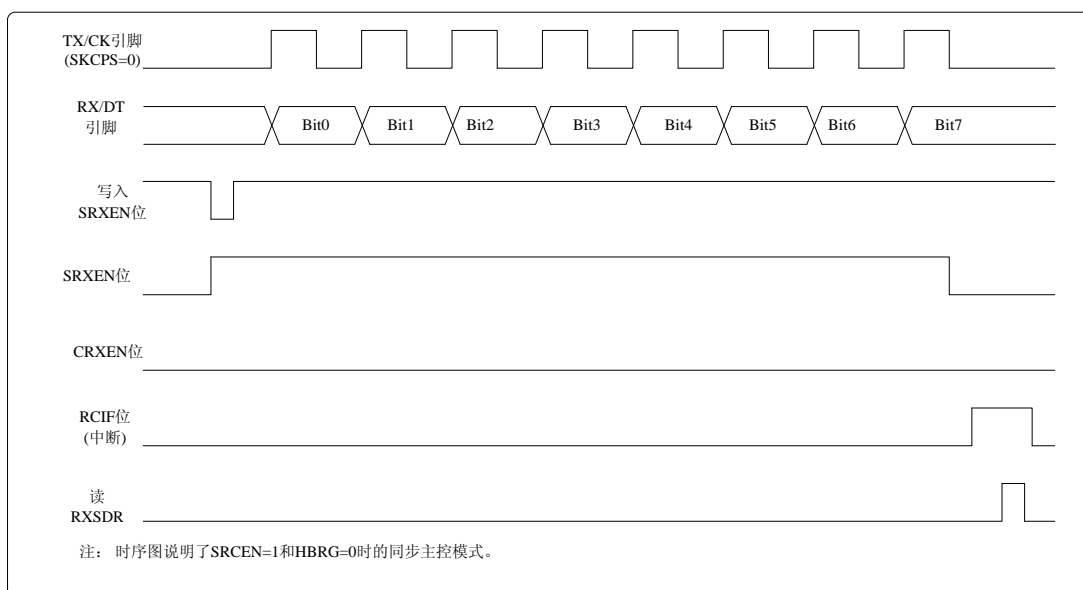 TX/CK引脚
(SKCPS=0)
RX/DT
引脚
Bit0 Bit1 Bit2 Bit3 Bit4 Bit5 Bit6 Bit7
写入
SRXEN位
SRXEN位
CRXEN位
RCIF位
(中断)
读
RXSDR
注： 时序图说明了SRCEN=1和HBRG=0时的同步主控模式。